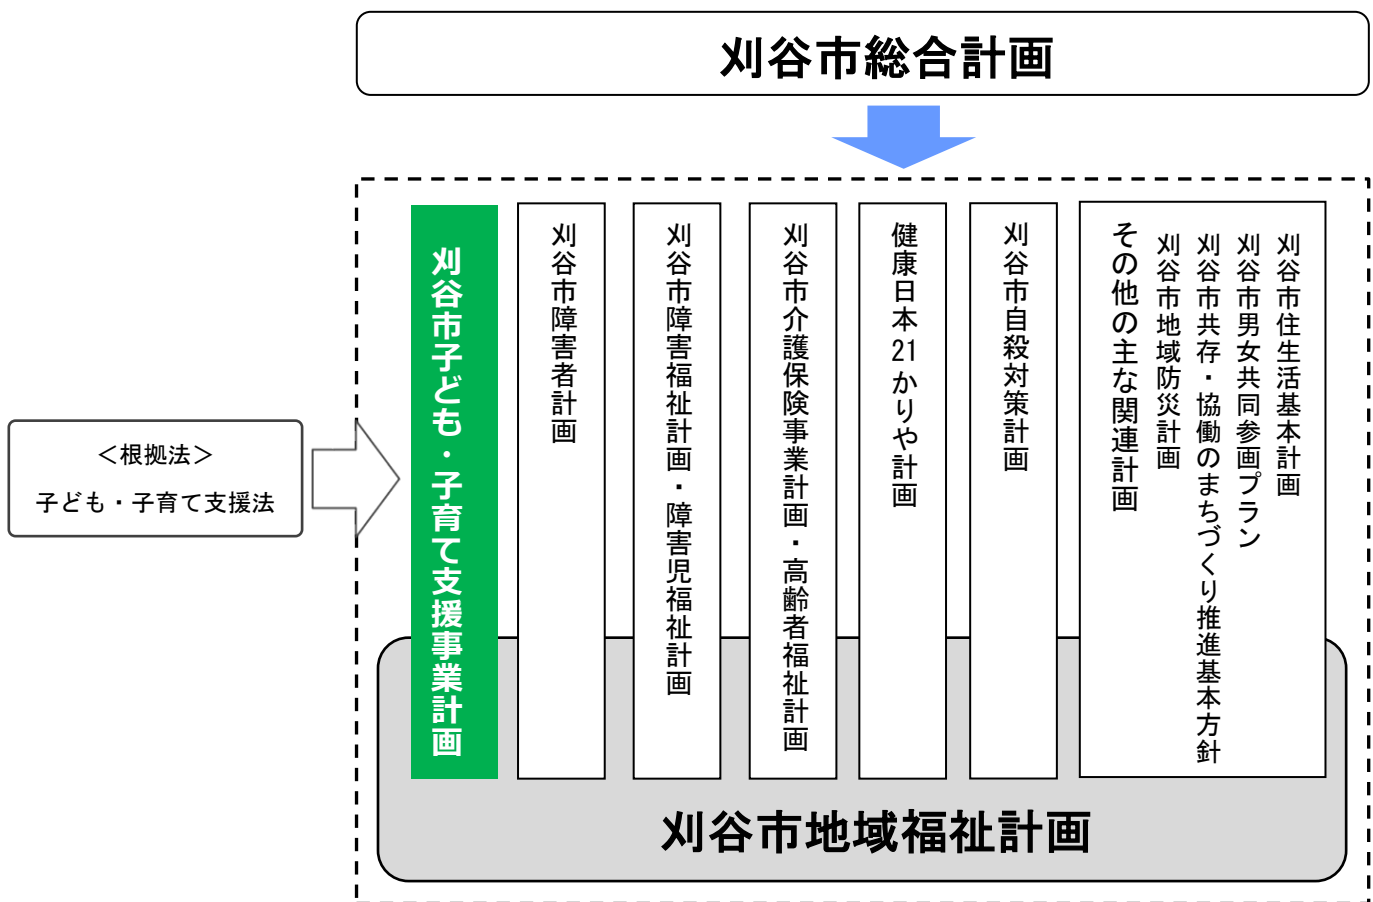 刈谷市総合計画
＜根拠法＞
子ども・子育て支援法
刈谷市子ども・子育て支援事業計画
刈谷市障害者計画
刈谷市障害福祉計画・障害児福祉計画
刈谷市介護保険事業計画・高齢者福祉計画
健康日本21かりや計画
刈谷市自殺対策計画
その他の主な関連計画
刈谷市地域防災計画
刈谷市共存・協働のまちづくり推進基本方針
刈谷市男女共同参画プラン
刈谷市住生活基本計画
刈谷市地域福祉計画